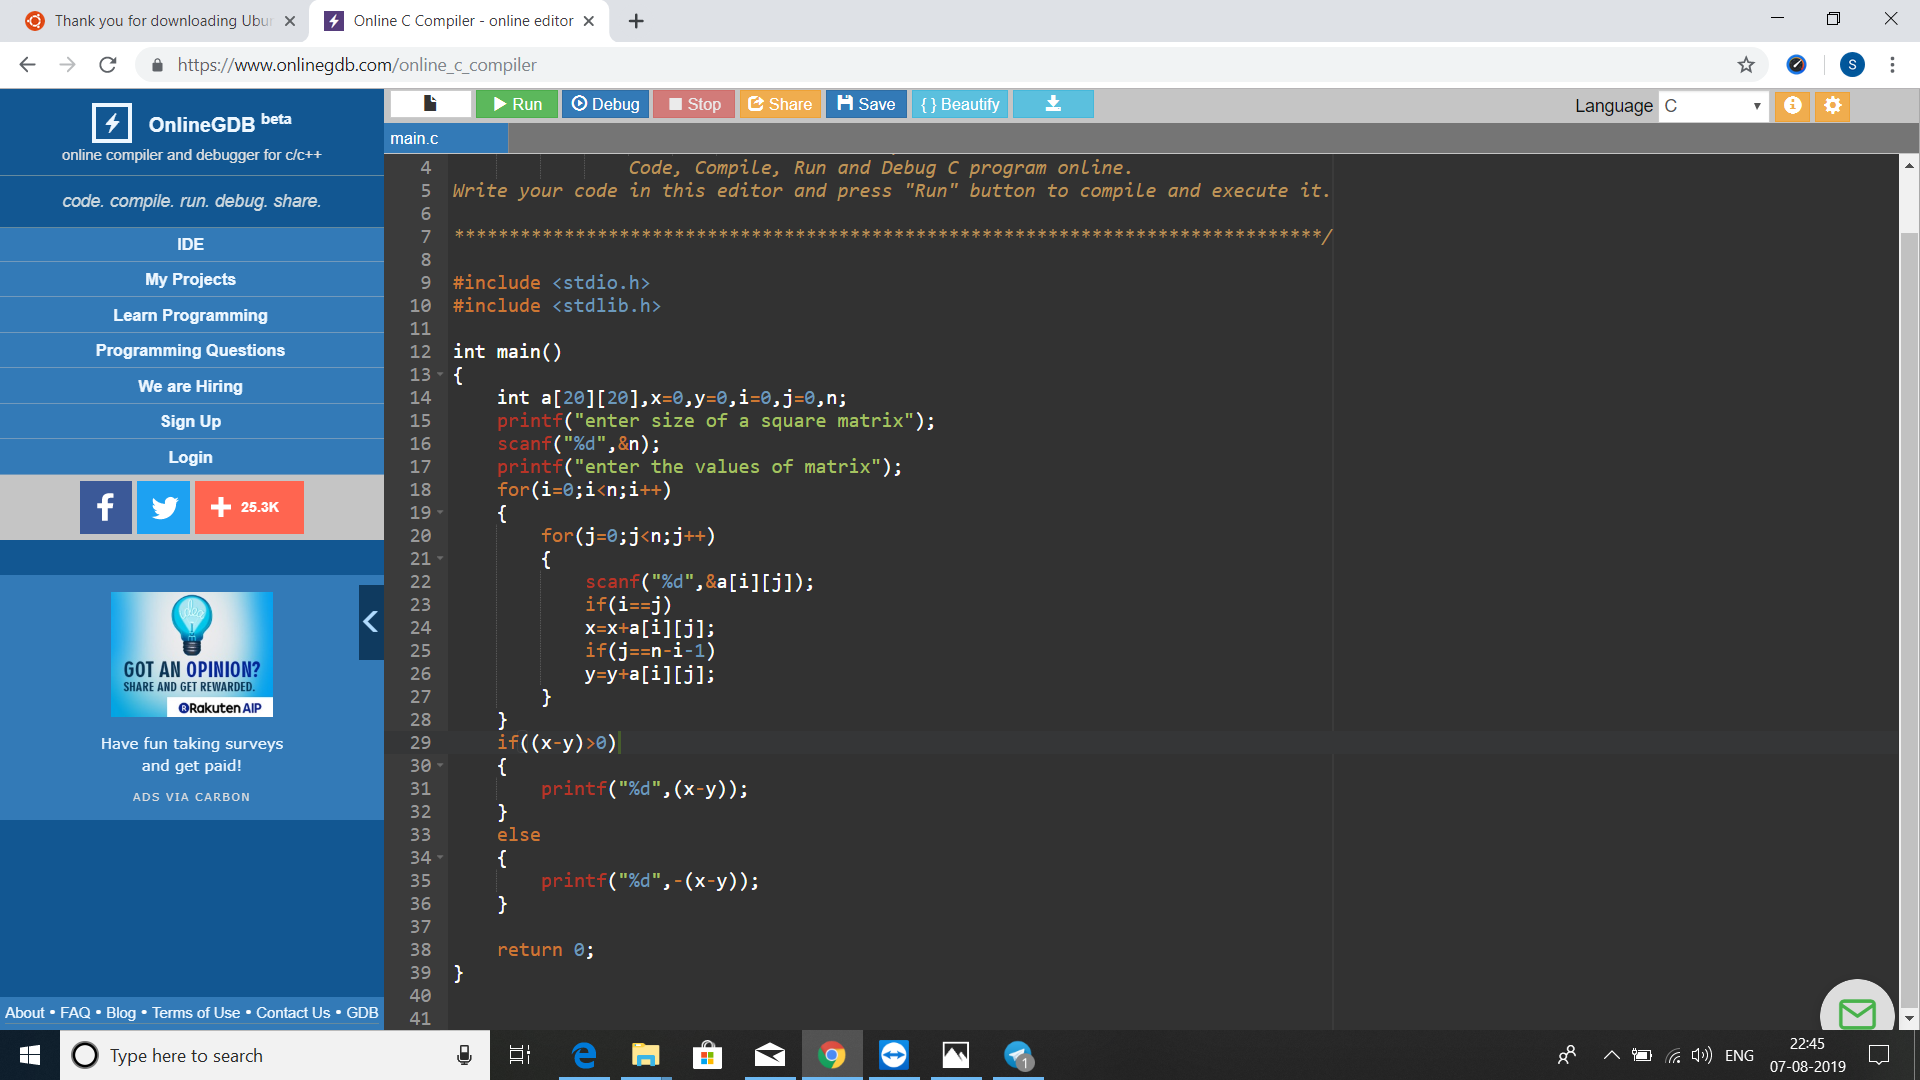 Thank you for downloading Ubu
Online C Compiler - online editor
https://www.onlinegdb.com/online_c_compiler
S
OnlineGDB beta
online compiler and debugger for c/c++
code. compile. run. debug. share.
IDE
My Projects
Learn Programming
Programming Questions
We are Hiring
Sign Up
Login
f
25.3K
GOT AN OPINION?
SHARE AND GET REWARDED.
Rakuten AIP
Have fun taking surveys
and get paid!
ADS VIA CARBON
About • FAQ • Blog • Terms of Use • Contact Us • GDB
Run
Debug
Stop
Share
Save
{ } Beautify
Language C
main.c
4 Code, Compile, Run and Debug C program online.
5 Write your code in this editor and press "Run" button to compile and execute it.
6
7 *******************************************************************************/
8
9 #include <stdio.h>
10 #include <stdlib.h>
11
12 int main()
13 {
14 int a[20][20],x=0,y=0,i=0,j=0,n;
15 printf("enter size of a square matrix");
16 scanf("%d",&n);
17 printf("enter the values of matrix");
18 for(i=0;i<n;i++)
19 {
20 for(j=0;j<n;j++)
21 {
22 scanf("%d",&a[i][j]);
23 if(i==j)
24 x=x+a[i][j];
25 if(j==n-i-1)
26 y=y+a[i][j];
27 }
28 }
29 if((x-y)>0)
30 {
31 printf("%d",(x-y));
32 }
33 else
34 {
35 printf("%d",-(x-y));
36 }
37
38 return 0;
39 }
40
41
Type here to search
1
ENG
22:45
07-08-2019